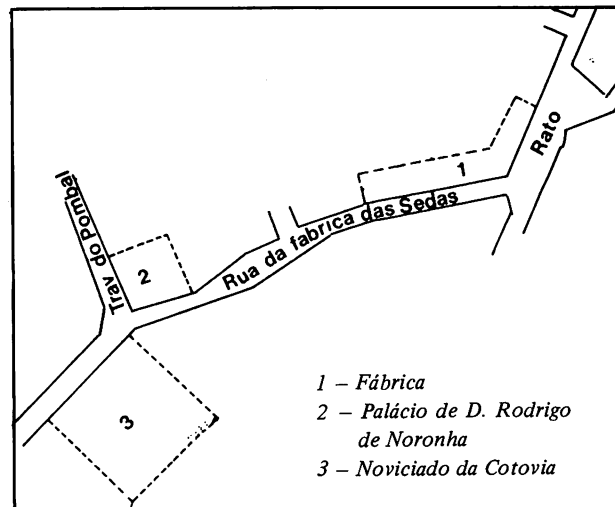 Rato
1
Rua da fabrica das Sedas
Trav do Pombal
2
3
1 – Fábrica
2 – Palácio de D. Rodrigo
de Noronha
3 – Noviciado da Cotovia